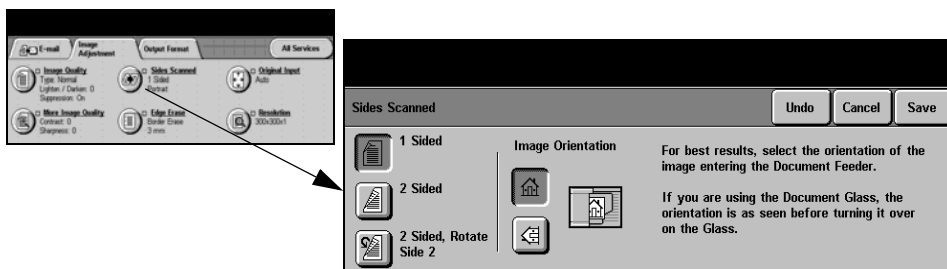 E-mail
Image
Adjustment
Output Format
All Services
Image Quality
Type: Normal
Lighten / Darken: 0
Suppression: On
Sides Scanned
1 Sided
Portrait
Original Input
Auto
More Image Quality
Contrast: 0
Sharpness: 0
Edge Erase
Border Erase
3 mm
Resolution
300x300x1
Sides Scanned
Undo
Cancel
Save
1 Sided
2 Sided
2 Sided, Rotate
Side 2
Image Orientation
For best results, select the orientation of the
image entering the Document Feeder.
If you are using the Document Glass, the
orientation is as seen before turning it over
on the Glass.